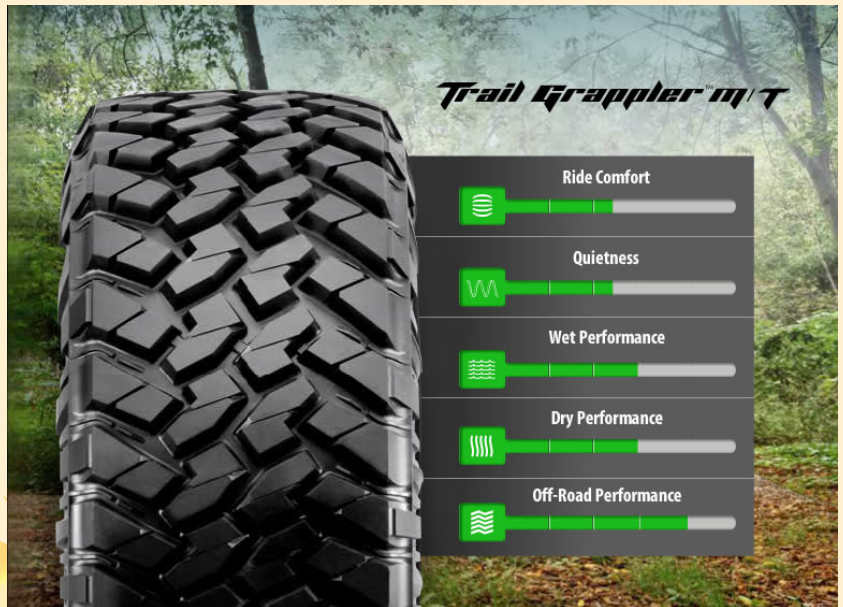 Trail Grappler™ M/T
Ride Comfort
Quietness
Wet Performance
Dry Performance
Off-Road Performance